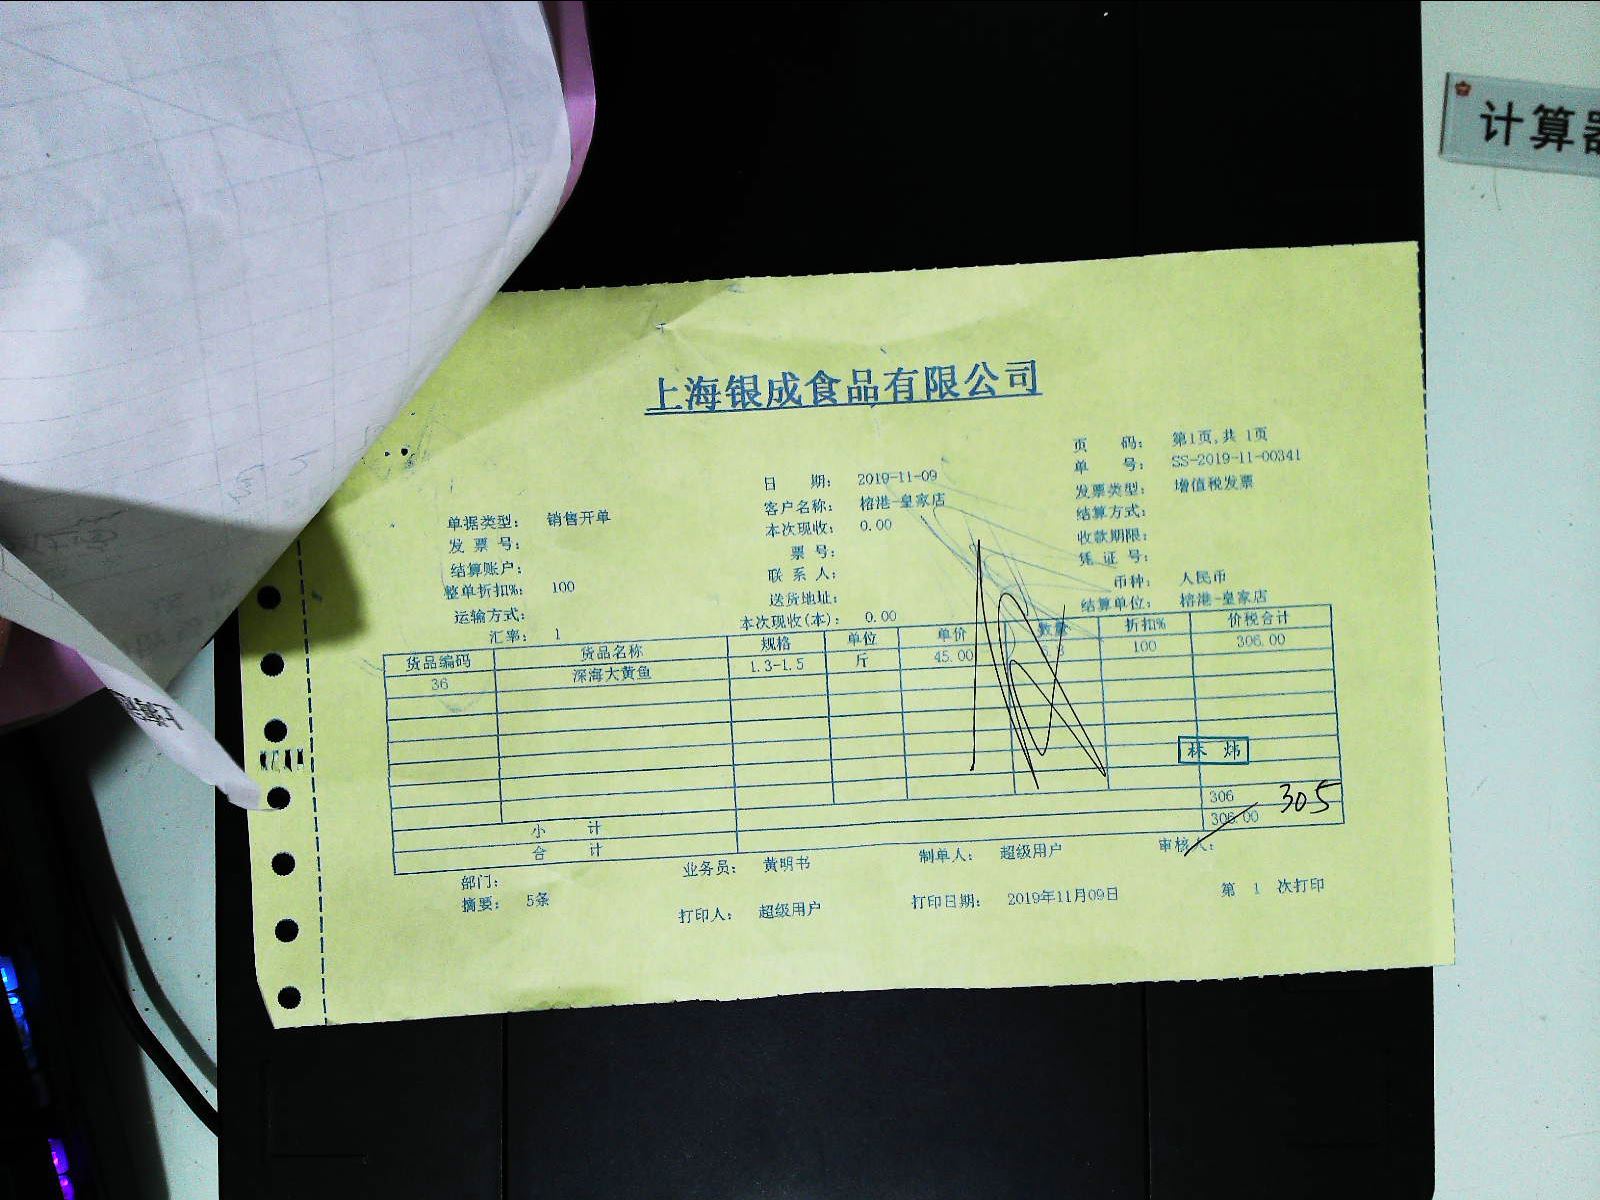 计算器
上海银成食品有限公司
页 码: 第1页,共 1页
单 号: SS-2019-11-00341
日 期: 2019-11-09
发票类型: 增值税发票
单据类型: 销售开单
客户名称: 榕港-皇家店
结算方式:
发 票 号:
本次现收: 0.00
收款期限:
结算账户:
票 号:
凭 证 号:
整单折扣%: 100
联 系 人:
币种: 人民币
运输方式:
送货地址:
结算单位: 榕港-皇家店
汇率: 1
本次现收(本): 0.00
货品编码 货品名称 规格 单位 单价 数量 折扣% 价税合计
36 深海大黄鱼 1.3-1.5 斤 45.00 100 306.00
林 炜
小 计 306
305
合 计 306.00
部门:
业务员: 黄明书
制单人: 超级用户
审核人:
摘要: 5条
打印人: 超级用户
打印日期: 2019年11月09日
第 1 次打印